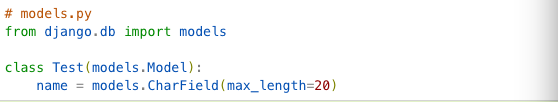 # models.py
from django.db import models
class Test(models.Model):
    name = models.CharField(max_length=20)